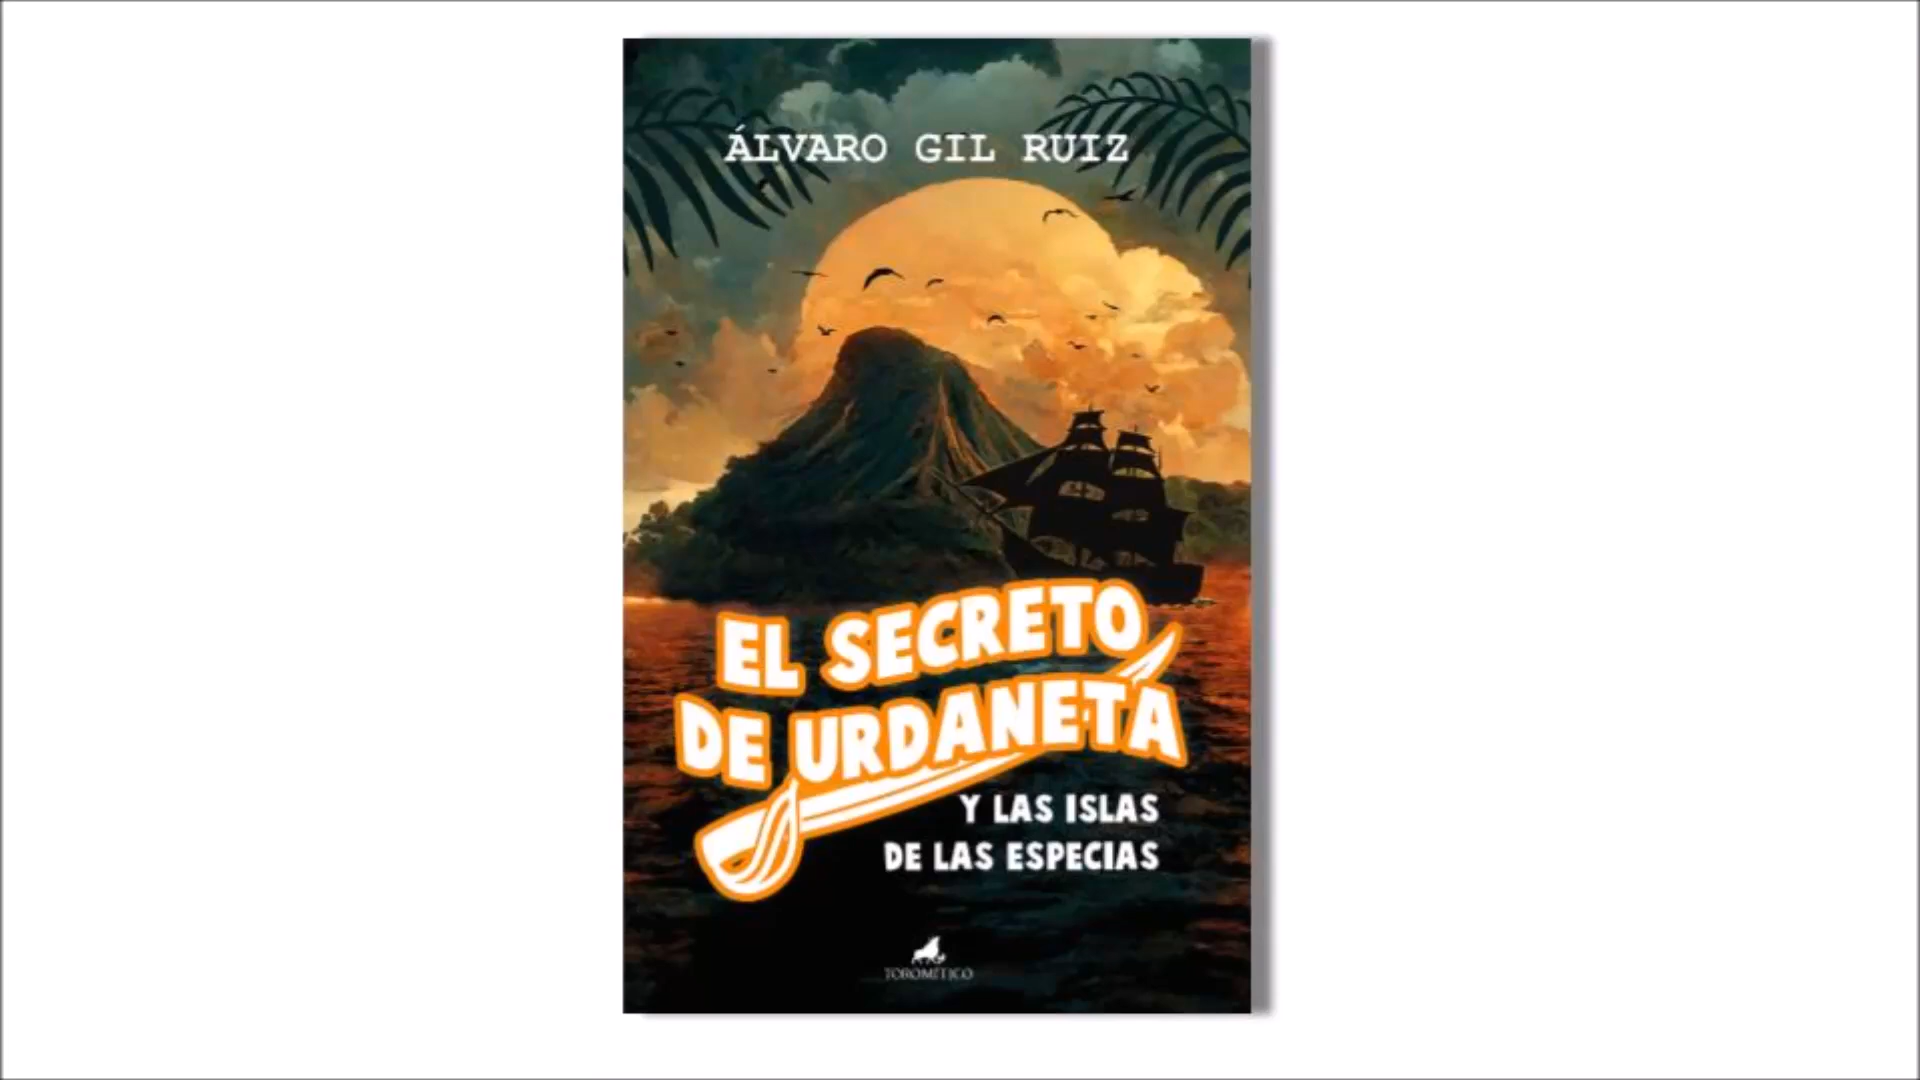 ÁLVARO GIL RUIZ
EL SECRETO
DE URDANETA
Y LAS ISLAS
DE LAS ESPECIAS
TOROMÍTICO